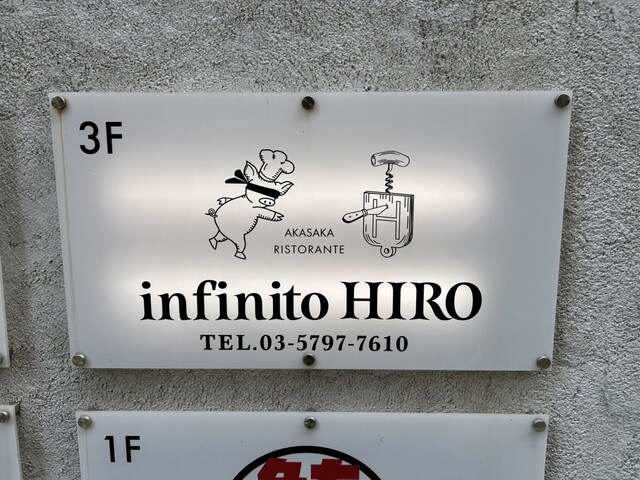 3F
AKASAKA
RISTORANTE
H
infinito HIRO
TEL.03-5797-7610
1F